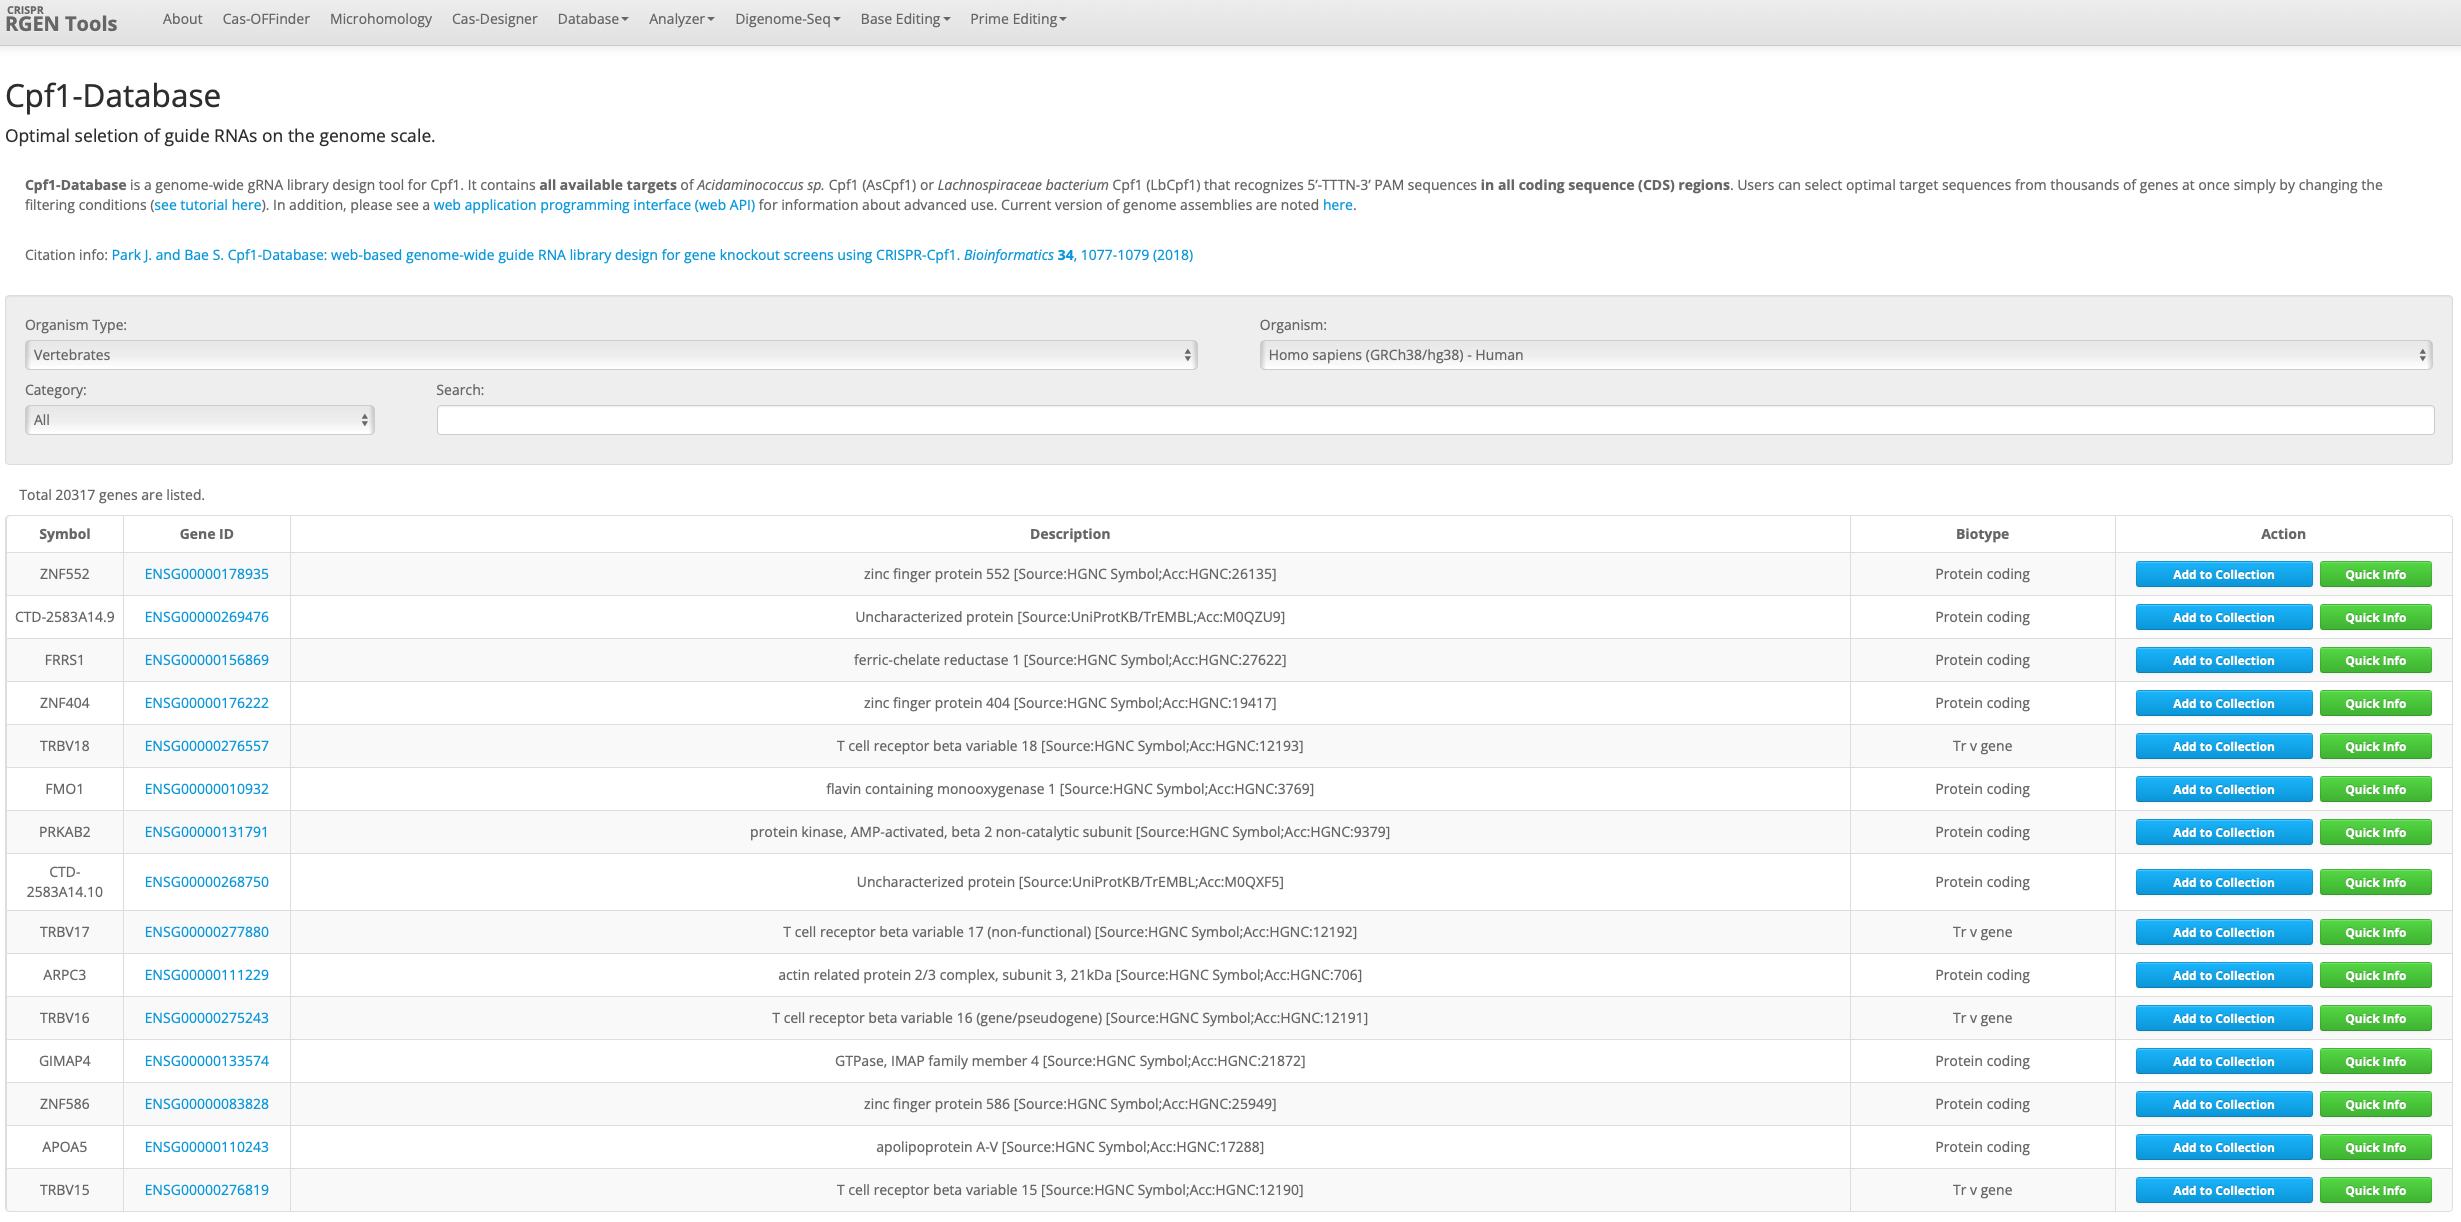 CRISPR
RGEN Tools
About Cas-OFFinder Microhomology Cas-Designer Database Analyzer Digenome-Seq Base Editing Prime Editing
Cpf1-Database
Optimal seletion of guide RNAs on the genome scale.
Cpf1-Database is a genome-wide gRNA library design tool for Cpf1. It contains all available targets of Acidaminococcus sp. Cpf1 (AsCpf1) or Lachnospiraceae bacterium Cpf1 (LbCpf1) that recognizes 5’-TTTN-3’ PAM sequences in all coding sequence (CDS) regions. Users can select optimal target sequences from thousands of genes at once simply by changing the
filtering conditions (see tutorial here). In addition, please see a web application programming interface (web API) for information about advanced use. Current version of genome assemblies are noted here.
Citation info: Park J. and Bae S. Cpf1-Database: web-based genome-wide guide RNA library design for gene knockout screens using CRISPR-Cpf1. Bioinformatics 34, 1077-1079 (2018)
Organism Type: Organism:
Vertebrates Homo sapiens (GRCh38/hg38) - Human
Category: Search:
All
Total 20317 genes are listed.
Symbol Gene ID Description Biotype Action
ZNF552 ENSG00000178935 zinc finger protein 552 [Source:HGNC Symbol;Acc:HGNC:26135] Protein coding Add to Collection Quick Info
CTD-2583A14.9 ENSG00000269476 Uncharacterized protein [Source:UniProtKB/TrEMBL;Acc:M0QZU9] Protein coding Add to Collection Quick Info
FRRS1 ENSG00000156869 ferric-chelate reductase 1 [Source:HGNC Symbol;Acc:HGNC:27622] Protein coding Add to Collection Quick Info
ZNF404 ENSG00000176222 zinc finger protein 404 [Source:HGNC Symbol;Acc:HGNC:19417] Protein coding Add to Collection Quick Info
TRBV18 ENSG00000276557 T cell receptor beta variable 18 [Source:HGNC Symbol;Acc:HGNC:12193] Tr v gene Add to Collection Quick Info
FMO1 ENSG00000010932 flavin containing monooxygenase 1 [Source:HGNC Symbol;Acc:HGNC:3769] Protein coding Add to Collection Quick Info
PRKAB2 ENSG00000131791 protein kinase, AMP-activated, beta 2 non-catalytic subunit [Source:HGNC Symbol;Acc:HGNC:9379] Protein coding Add to Collection Quick Info
CTD-
2583A14.10 ENSG00000268750 Uncharacterized protein [Source:UniProtKB/TrEMBL;Acc:M0QXF5] Protein coding Add to Collection Quick Info
TRBV17 ENSG00000277880 T cell receptor beta variable 17 (non-functional) [Source:HGNC Symbol;Acc:HGNC:12192] Tr v gene Add to Collection Quick Info
ARPC3 ENSG00000111229 actin related protein 2/3 complex, subunit 3, 21kDa [Source:HGNC Symbol;Acc:HGNC:706] Protein coding Add to Collection Quick Info
TRBV16 ENSG00000275243 T cell receptor beta variable 16 (gene/pseudogene) [Source:HGNC Symbol;Acc:HGNC:12191] Tr v gene Add to Collection Quick Info
GIMAP4 ENSG00000133574 GTPase, IMAP family member 4 [Source:HGNC Symbol;Acc:HGNC:21872] Protein coding Add to Collection Quick Info
ZNF586 ENSG00000083828 zinc finger protein 586 [Source:HGNC Symbol;Acc:HGNC:25949] Protein coding Add to Collection Quick Info
APOA5 ENSG00000110243 apolipoprotein A-V [Source:HGNC Symbol;Acc:HGNC:17288] Protein coding Add to Collection Quick Info
TRBV15 ENSG00000276819 T cell receptor beta variable 15 [Source:HGNC Symbol;Acc:HGNC:12190] Tr v gene Add to Collection Quick Info